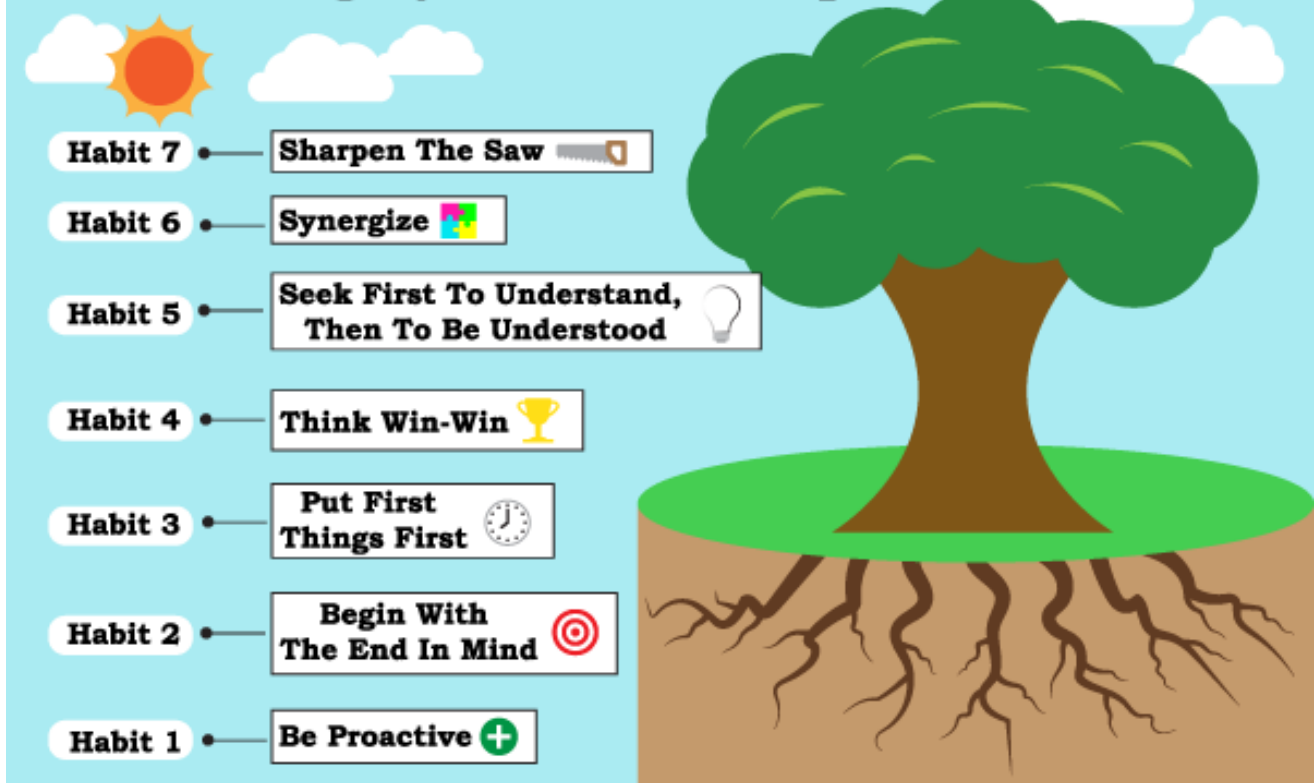 Habit 7
Sharpen The Saw
Habit 6
Synergize
Habit 5
Seek First To Understand,
Then To Be Understood
Habit 4
Think Win-Win
Habit 3
Put First
Things First
Habit 2
Begin With
The End In Mind
Habit 1
Be Proactive